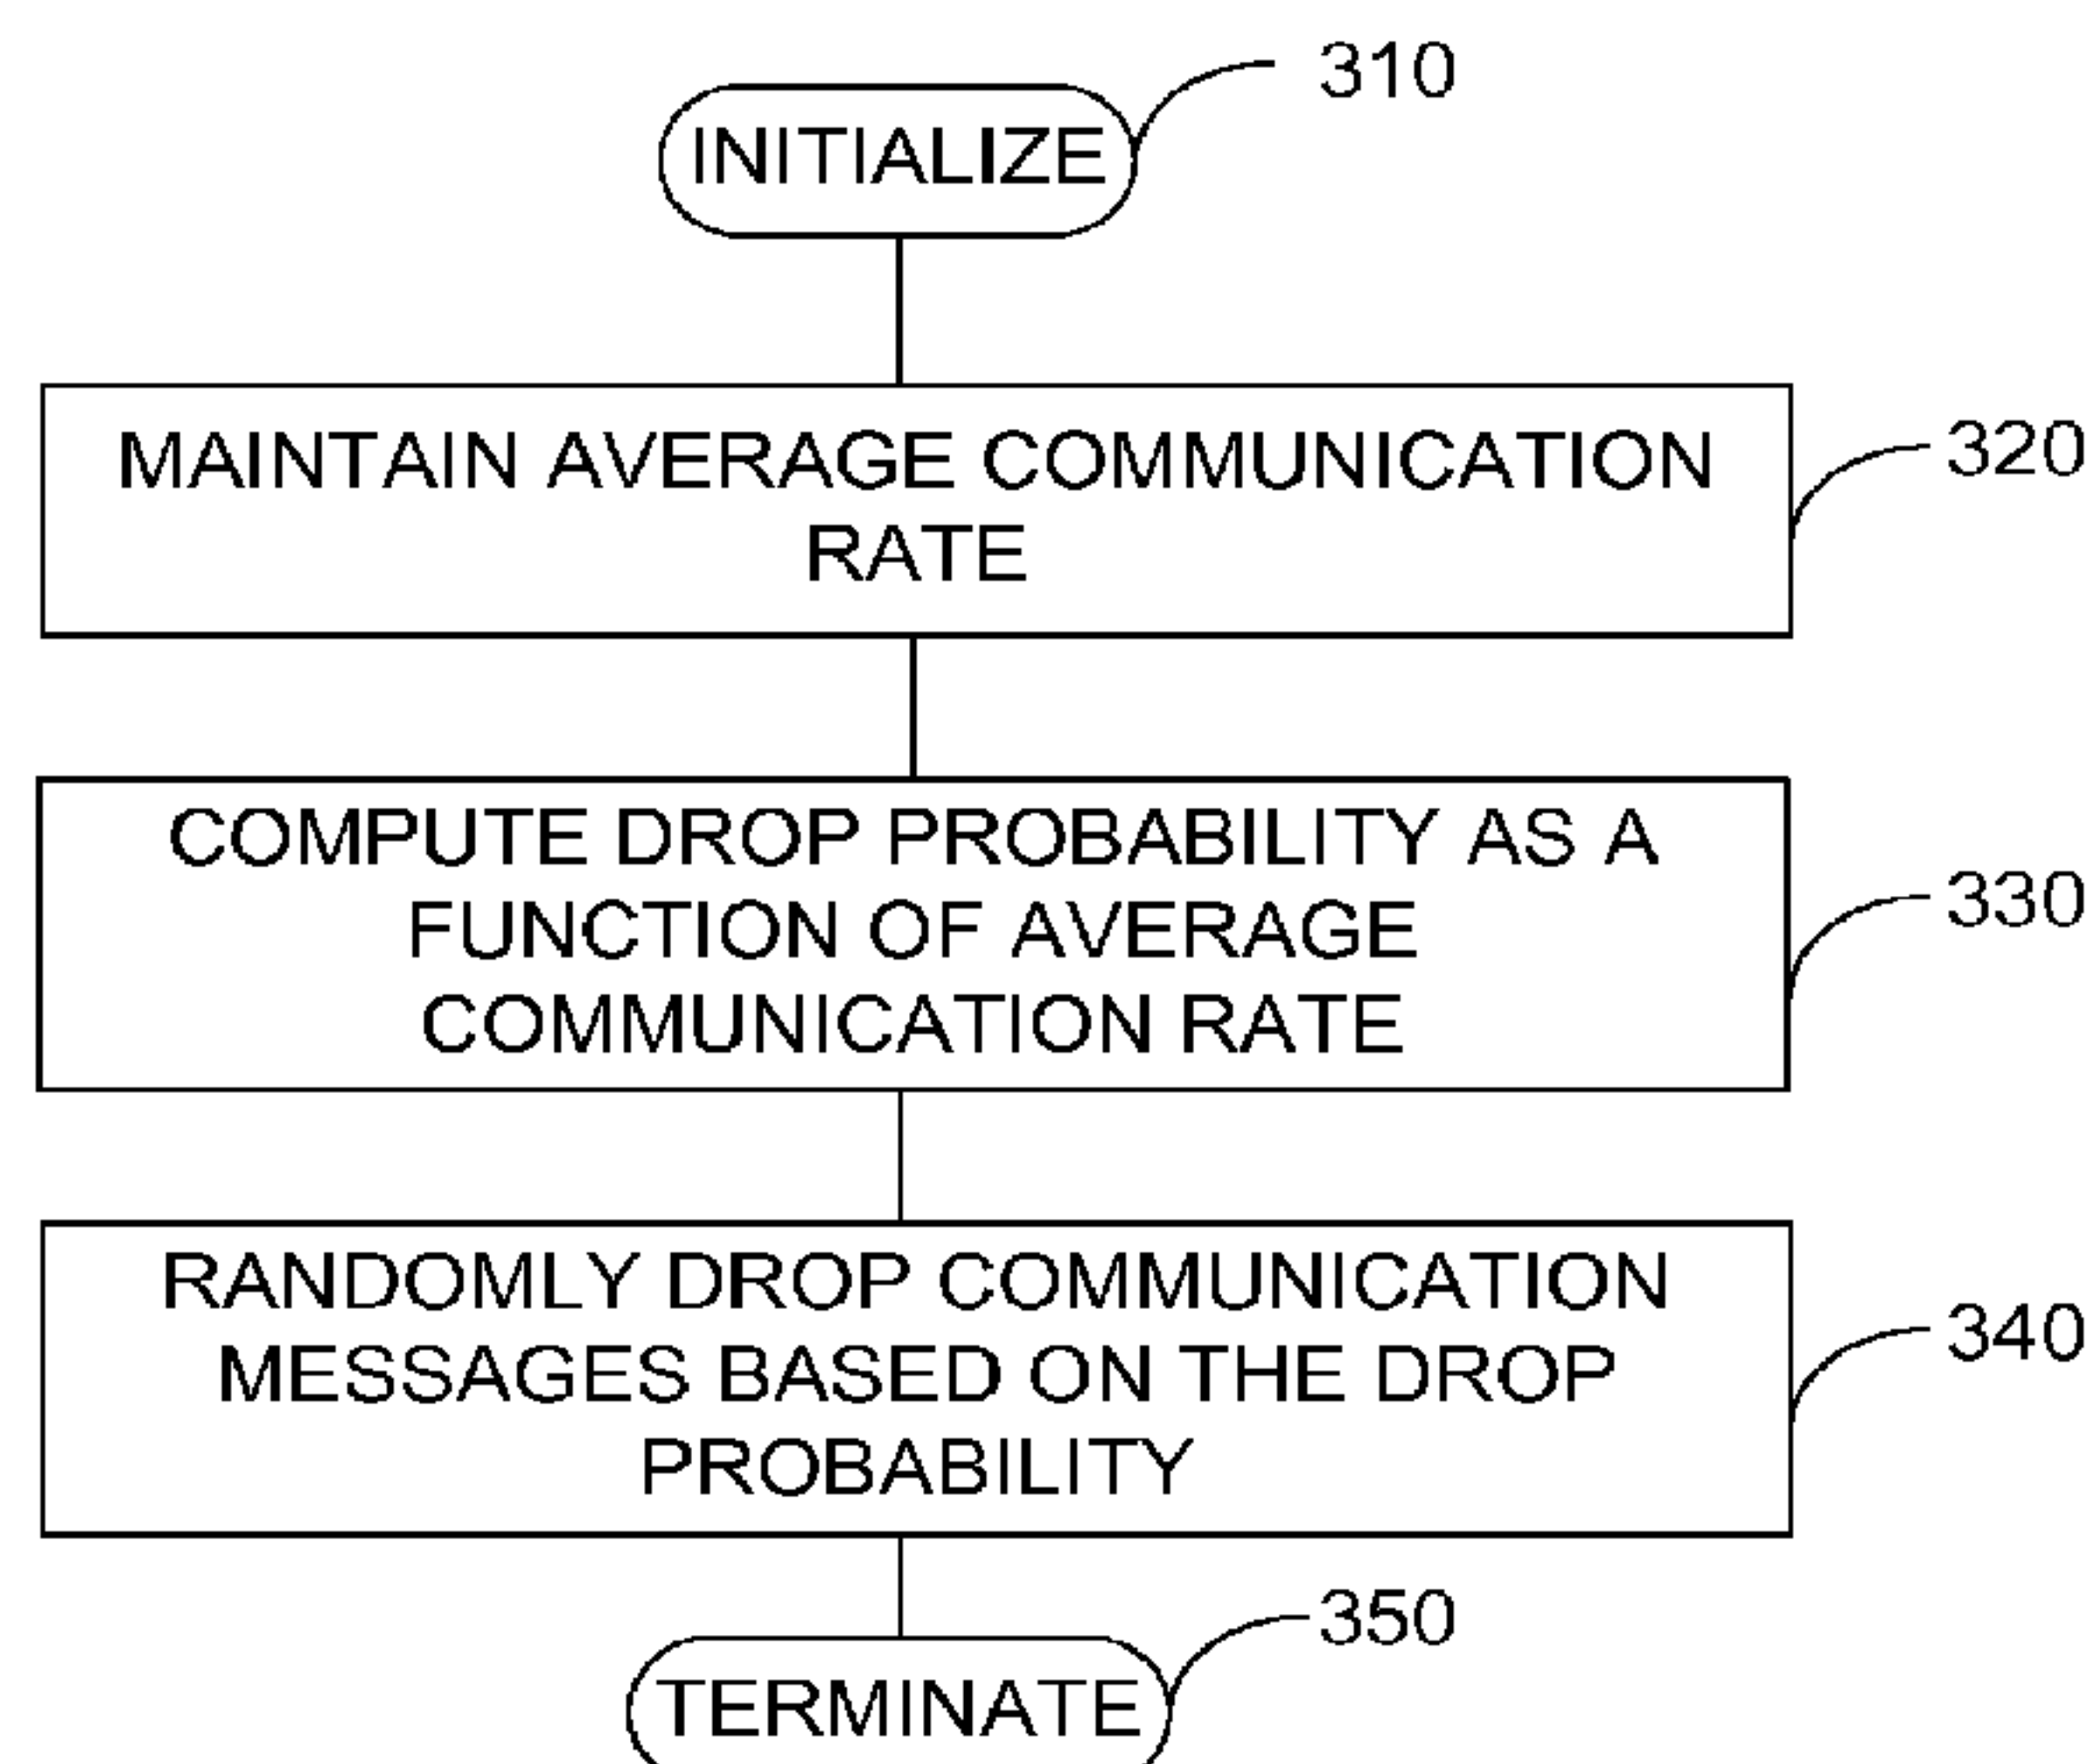 310
INITIALIZE
MAINTAIN AVERAGE COMMUNICATION
RATE
320
COMPUTE DROP PROBABILITY AS A
FUNCTION OF AVERAGE
COMMUNICATION RATE
330
RANDOMLY DROP COMMUNICATION
MESSAGES BASED ON THE DROP
PROBABILITY
340
350
TERMINATE